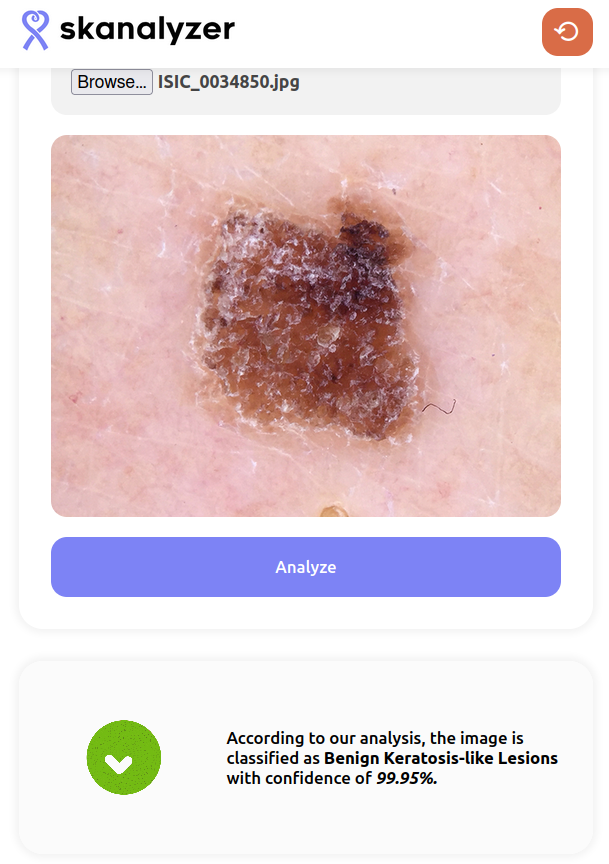 skanalyzer
Browse... ISIC_0034850.jpg
Analyze
According to our analysis, the image is
classified as Benign Keratosis-like Lesions
with confidence of 99.95%.